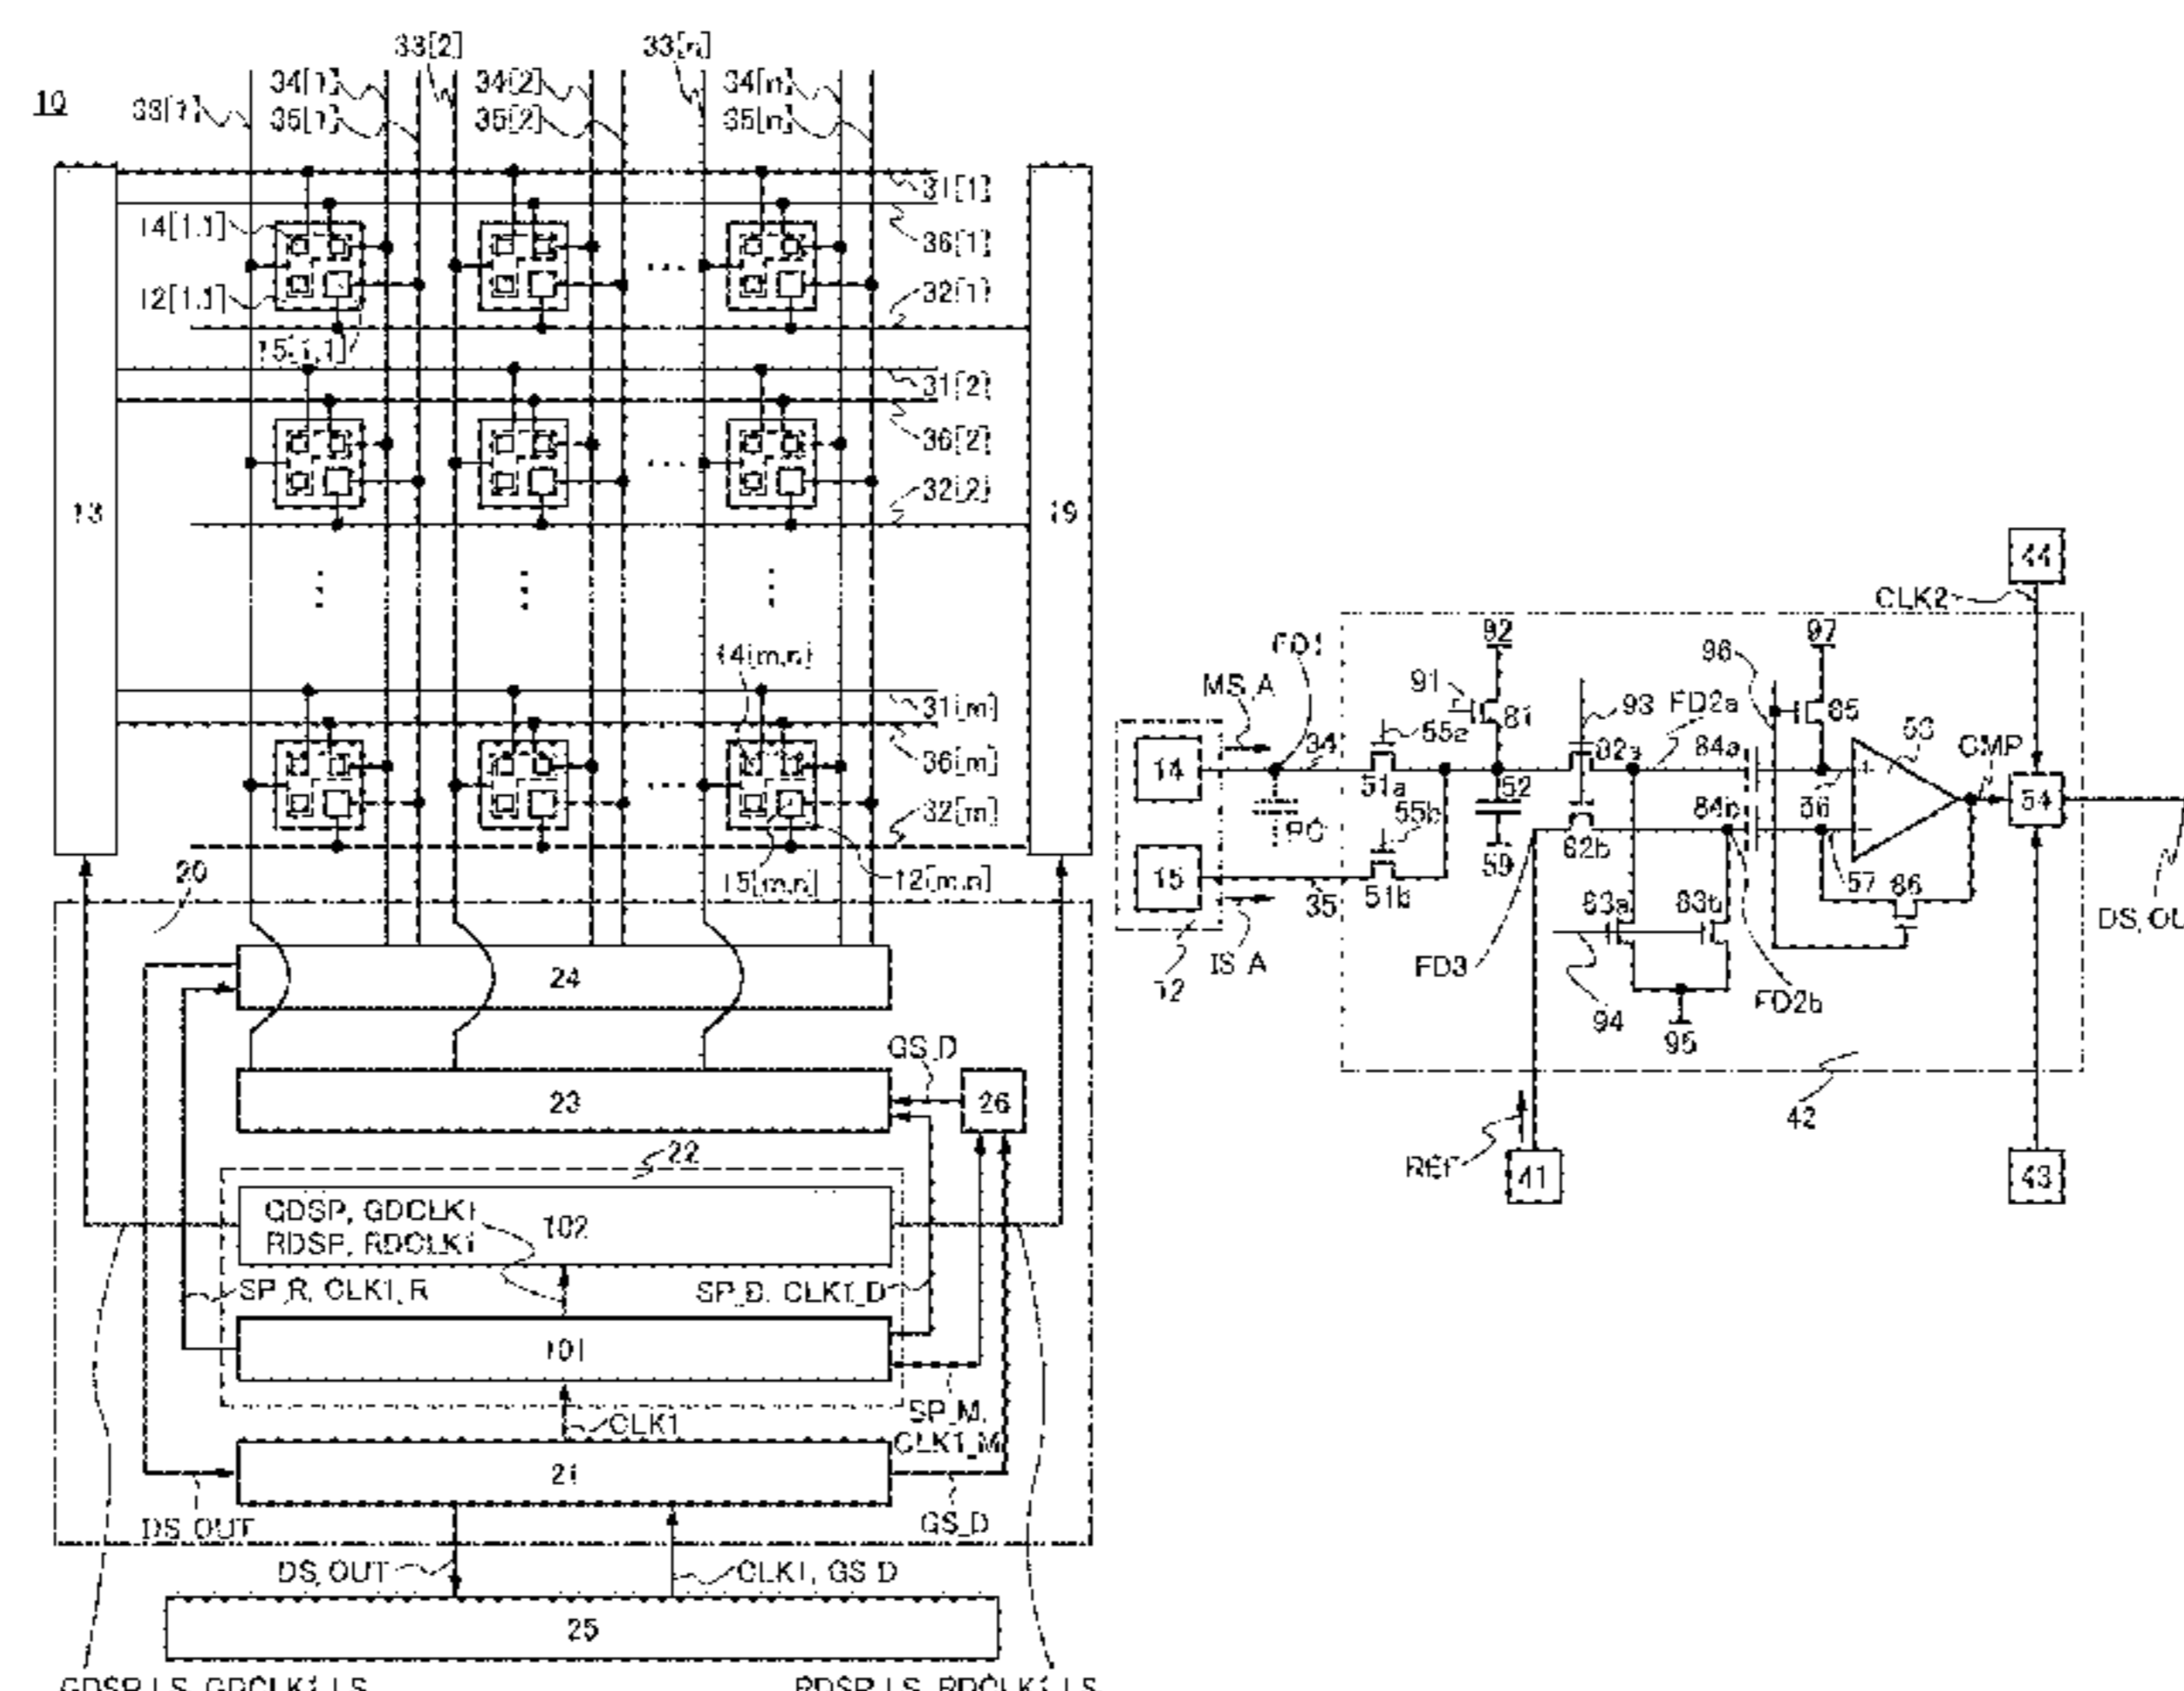 10
33[2]
33[n]
34[1]
34[2]
34[n]
33[1]
35[1]
35[2]
35[n]
31[1]
14[1,1]
36[1]
12[1,1]
32[1]
15[1,1]
31[2]
36[2]
32[2]
13
19
14[m,n]
31[m]
36[m]
32[m]
15[m,n]
12[m,n]
20
24
GS_D
23
26
22
GDSP, GDCLK1
RDSP, RDCLK1
102
SP_R, CLK1_R
SP_D, CLK1_D
101
SP_M,
CLK1_M
CLK1
21
DS_OUT
GS_D
DS_OUT
CLK1, GS_D
25
GDSP_LS, GDCLK1_LS
RDSP_LS, RDCLK1_LS
44
CLK2
FD1
92
97
96
MS_A
91
81
93
FD2a
85
53
CMP
14
34
55a
82a
84a
51a
52
56
54
PC
55b
84b
59
82b
15
57
86
35
51b
83a
83b
DS_OU
12
IS_A
FD3
94
FD2b
95
REF
41
42
43